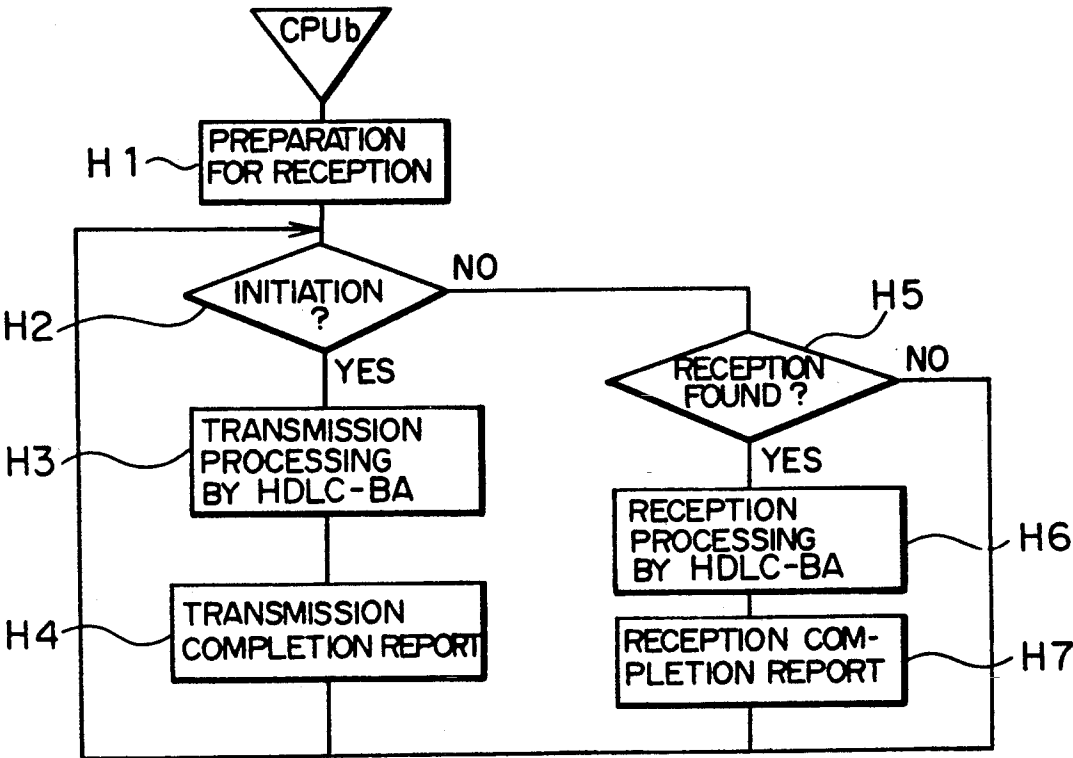 CPUb
H1
PREPARATION
FOR RECEPTION
H2
INITIATION
?
NO
YES
H5
RECEPTION
FOUND ?
NO
YES
H3
TRANSMISSION
PROCESSING
BY HDLC-BA
H6
RECEPTION
PROCESSING
BY HDLC-BA
H4
TRANSMISSION
COMPLETION REPORT
H7
RECEPTION COM-
PLETION REPORT